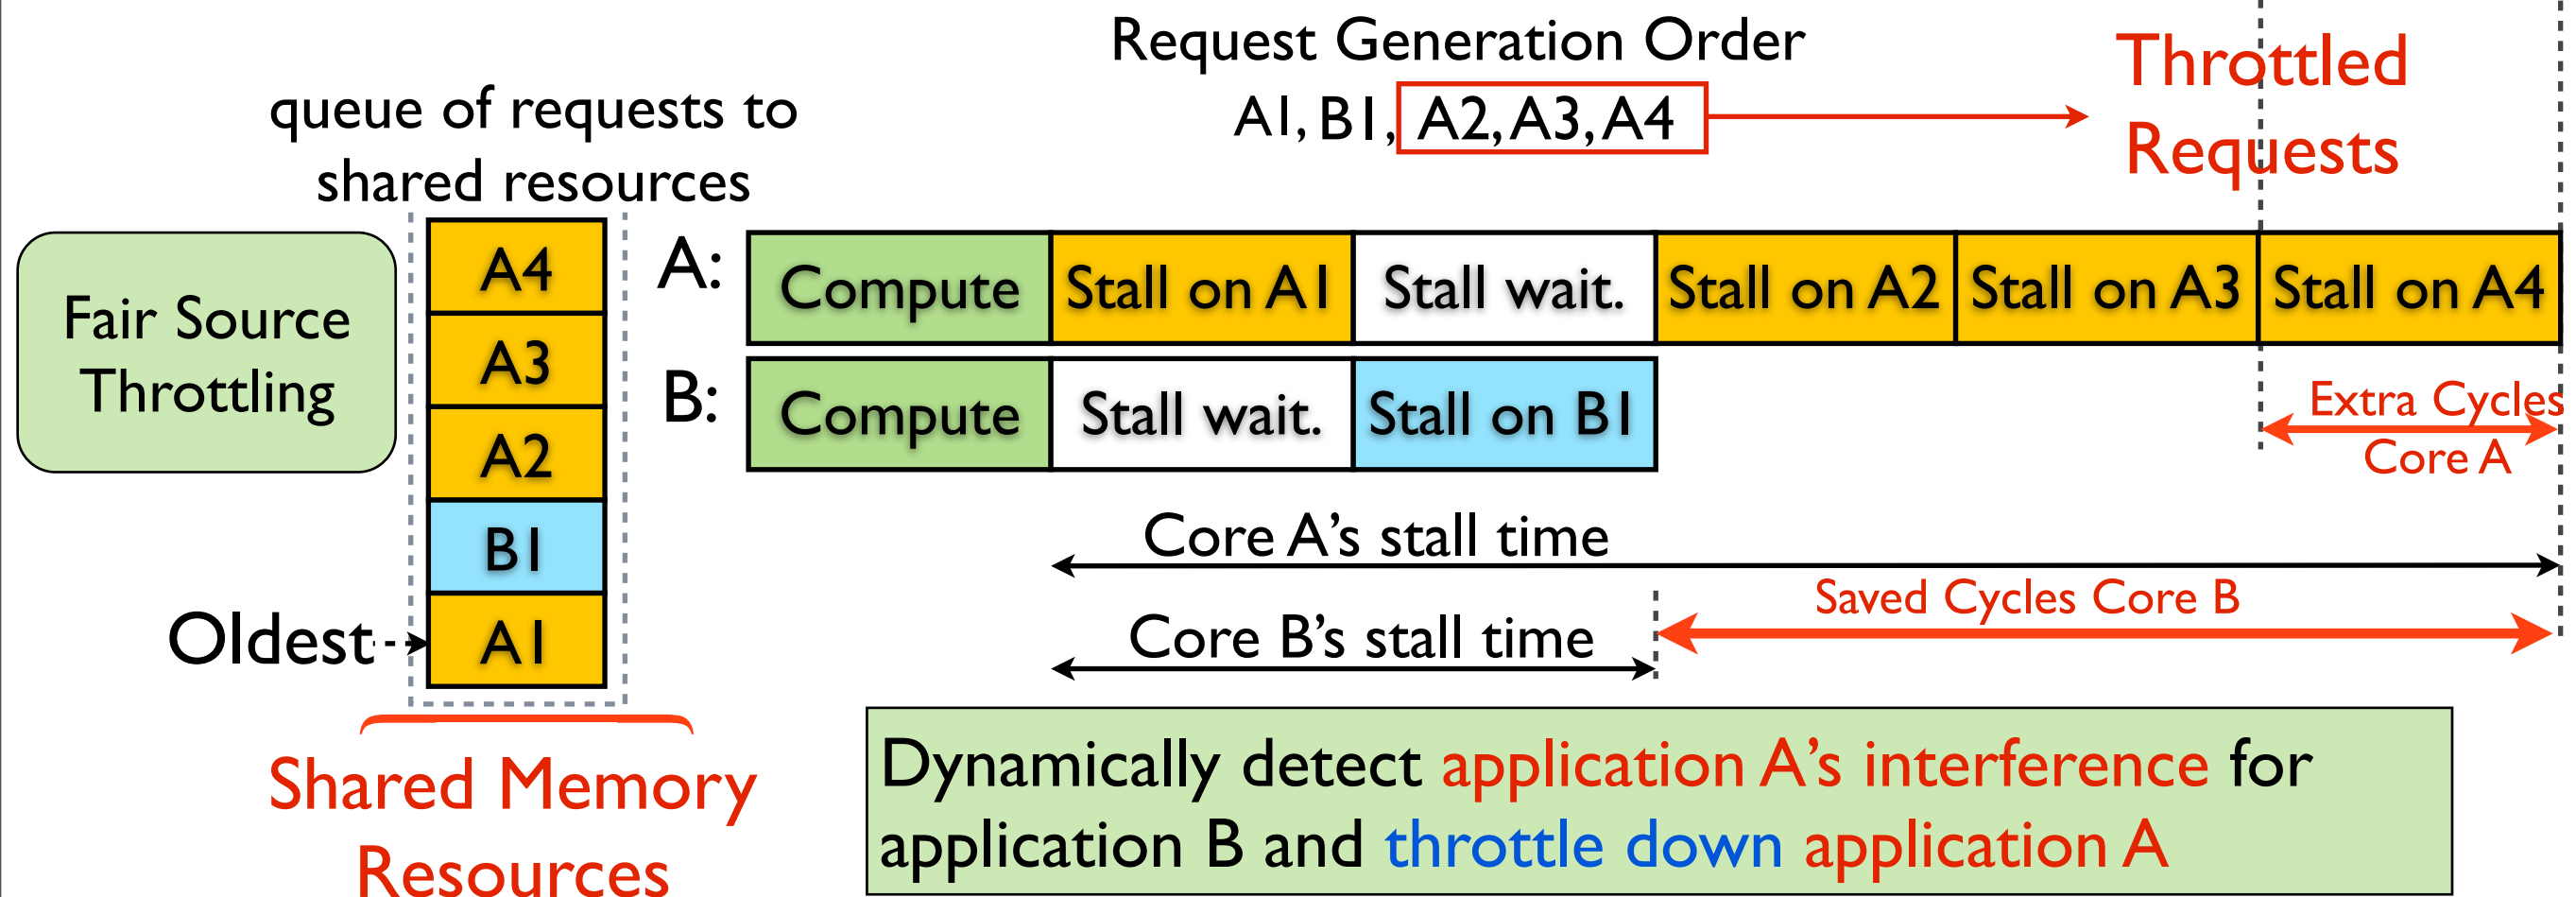 Request Generation Order
A1, B1, A2, A3, A4
Throttled
Requests
queue of requests to
shared resources
Fair Source
Throttling
A4
A3
A2
B1
A1
Oldest
Shared Memory
Resources
A:
Compute
Stall on A1
Stall wait.
Stall on A2
Stall on A3
Stall on A4
B:
Compute
Stall wait.
Stall on B1
Extra Cycles
Core A
Core A’s stall time
Saved Cycles Core B
Core B’s stall time
Dynamically detect application A’s interference for
application B and throttle down application A